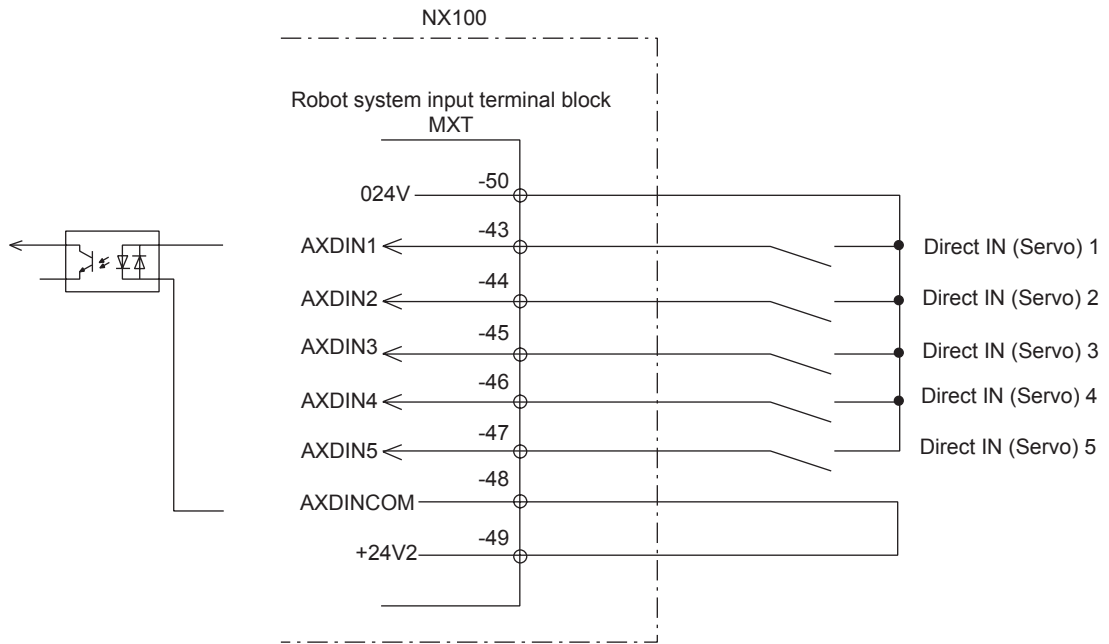 NX100
Robot system input terminal block
MXT
024V -50
AXDIN1 -43 Direct IN (Servo) 1
AXDIN2 -44 Direct IN (Servo) 2
AXDIN3 -45 Direct IN (Servo) 3
AXDIN4 -46 Direct IN (Servo) 4
AXDIN5 -47 Direct IN (Servo) 5
AXDINCOM -48
+24V2 -49